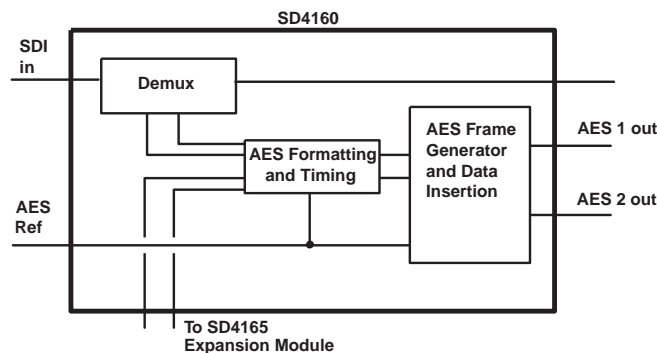 SD4160
SDI
in
Demux
AES Frame
Generator
and Data
Insertion
AES 1 out
AES Formatting
and Timing
AES 2 out
AES
Ref
To SD4165
Expansion Module